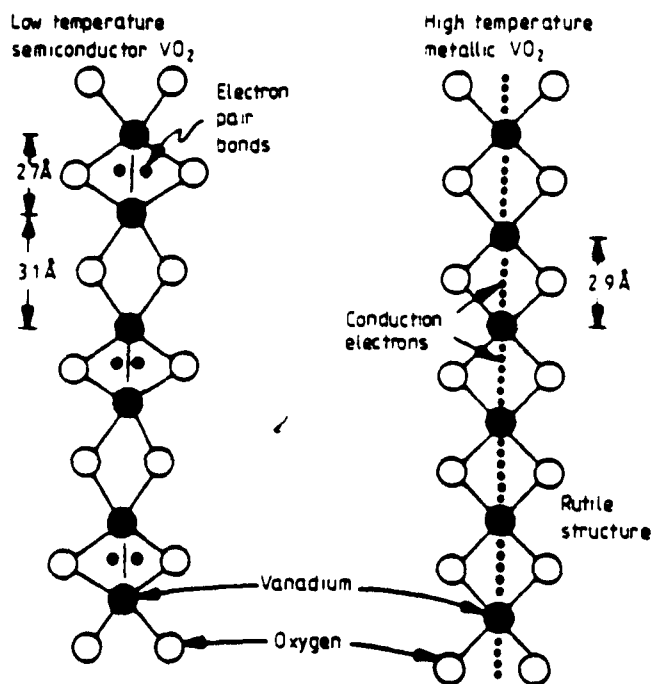 Low temperature
semiconductor VO₂
High temperature
metallic VO₂
Electron
pair
bonds
2.7Å
3.1Å
2.9Å
Conduction
electrons
Rutile
structure
Vanadium
Oxygen